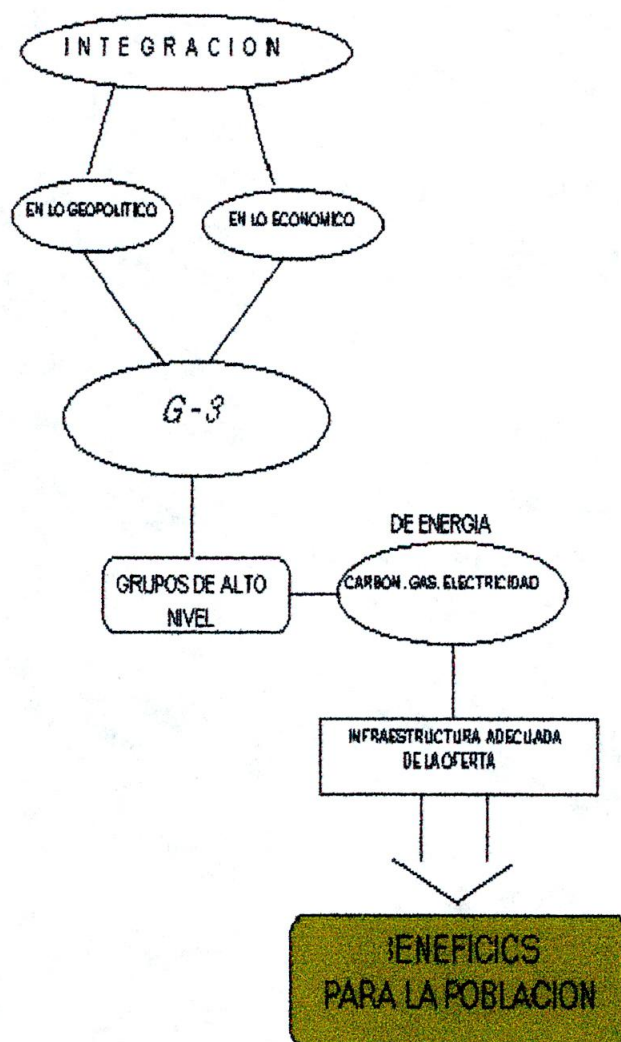 INTEGRACION
EN LO GEOPOLITICO
EN LO ECONOMICO
G-3
DE ENERGIA
GRUPOS DE ALTO
NIVEL
CARBON. GAS. ELECTRICIDAD
INFRAESTRUCTURA ADECUADA
DE LA OFERTA
BENEFICICS
PARA LA POBLACION